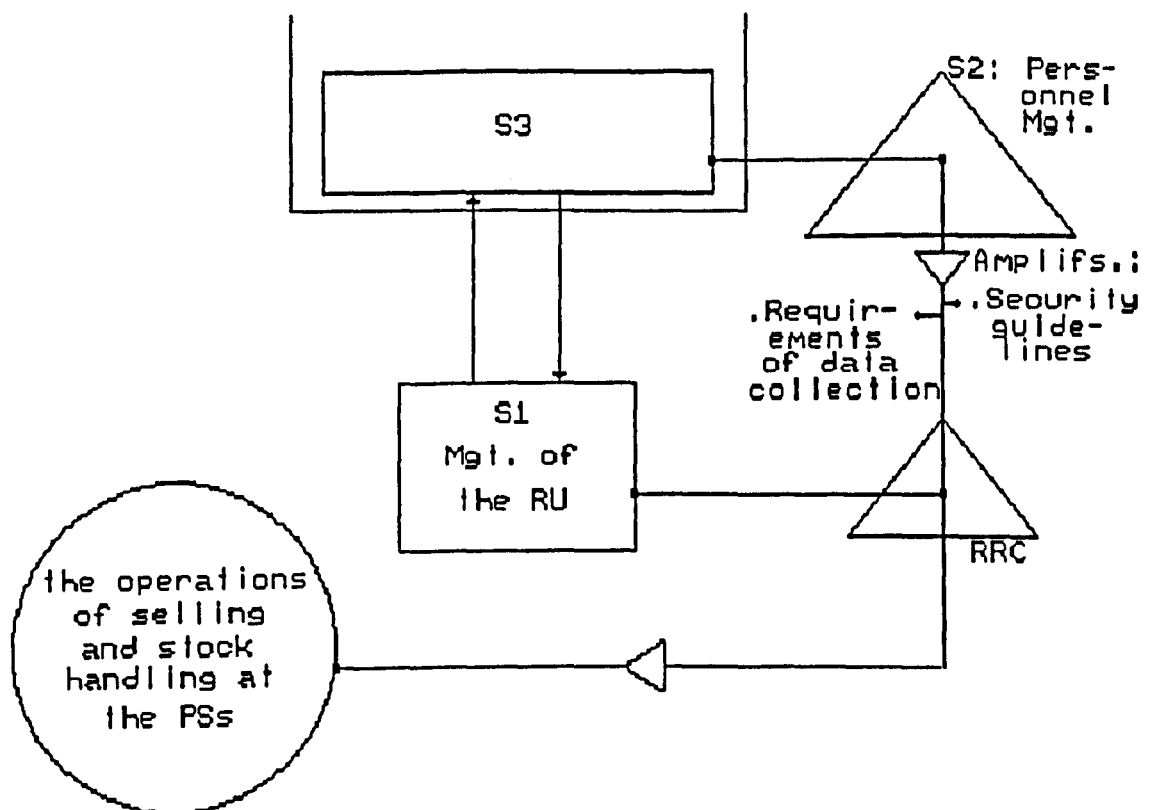 S3
S2: Pers-
onnel
Mgt.
Amplifs.:
.Security
guide-
lines
.Requir-
ements
of data
collection
S1
Mgt. of
the RU
RRC
the operations
of selling
and stock
handling at
the PSs